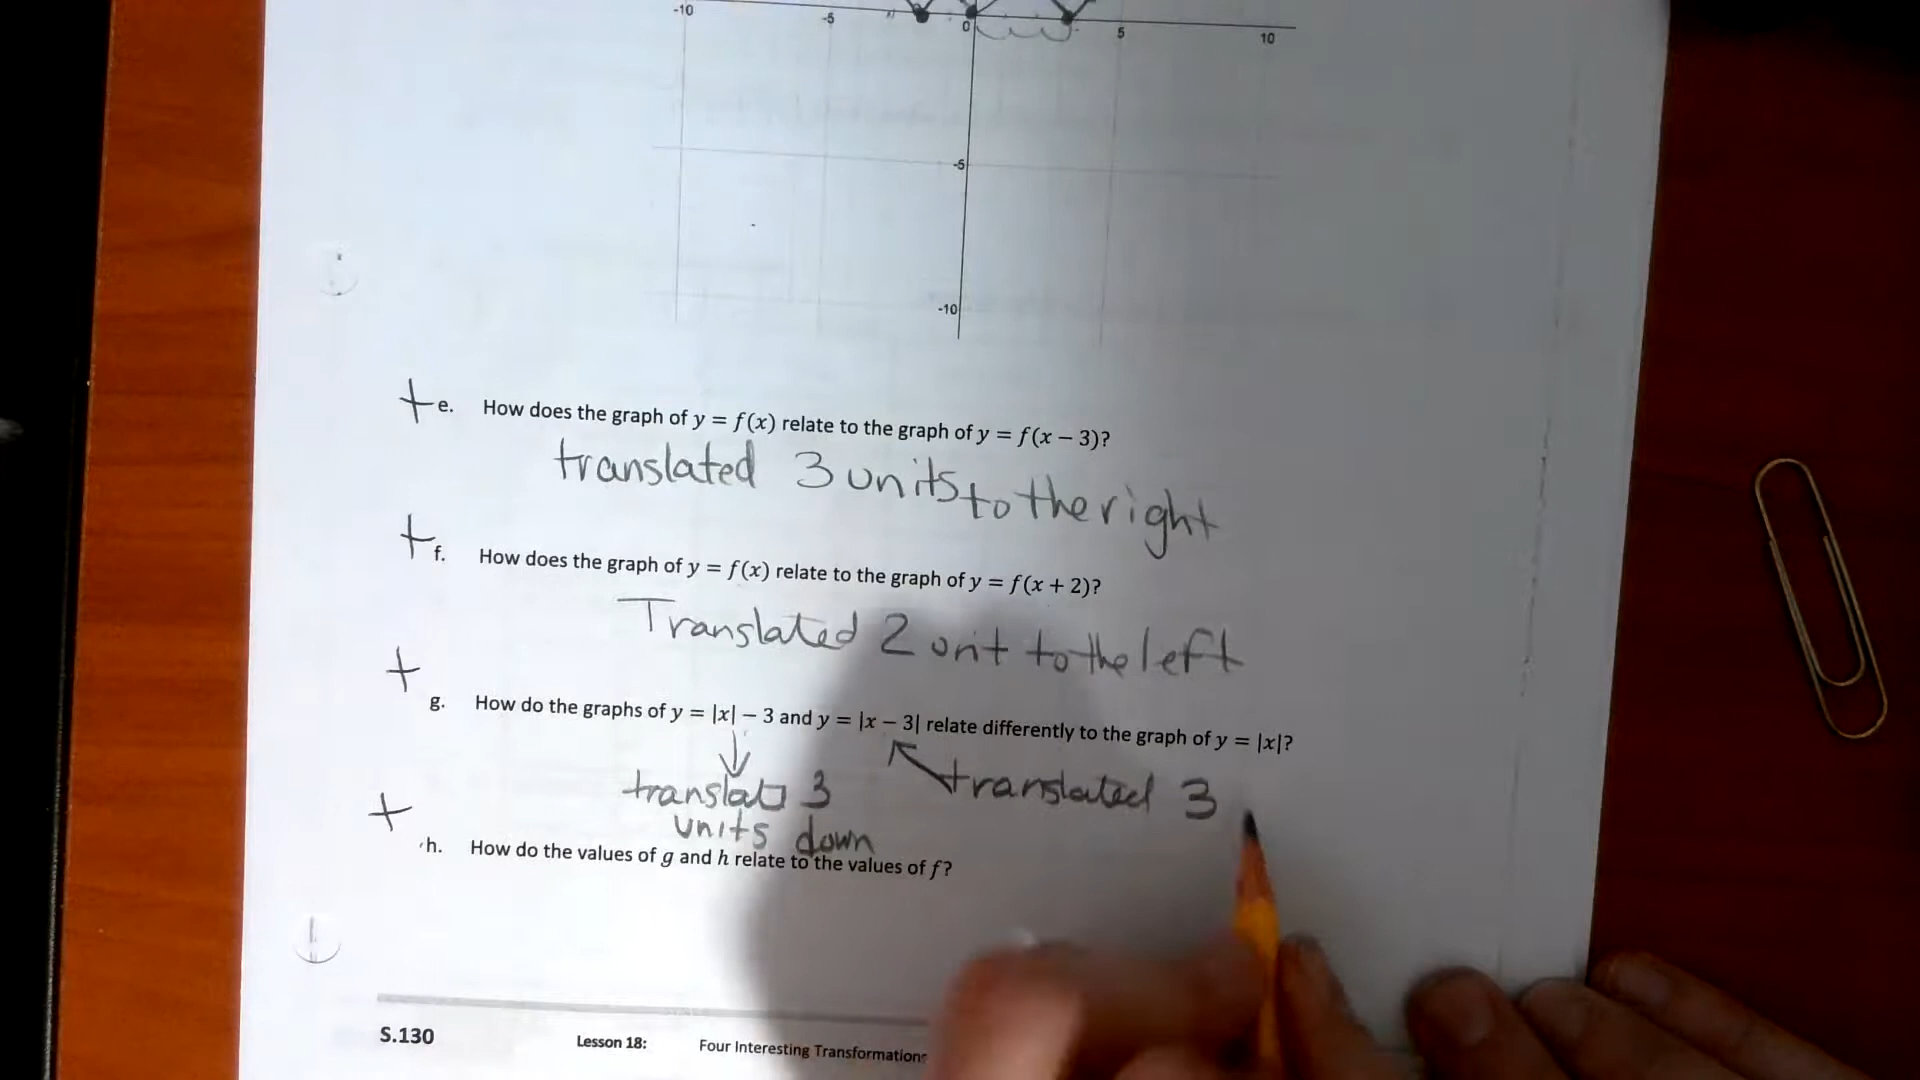 -10 -5 0 5 10
-5
-10
e. How does the graph of y = f(x) relate to the graph of y = f(x − 3)?
translated 3 units to the right
f. How does the graph of y = f(x) relate to the graph of y = f(x + 2)?
Translated 2 unit to the left
g. How do the graphs of y = |x| − 3 and y = |x − 3| relate differently to the graph of y = |x|?
3
units down
translated 3
h. How do the values of g and h relate to the values of f?
S.130 Lesson 18: Four Interesting Transformations